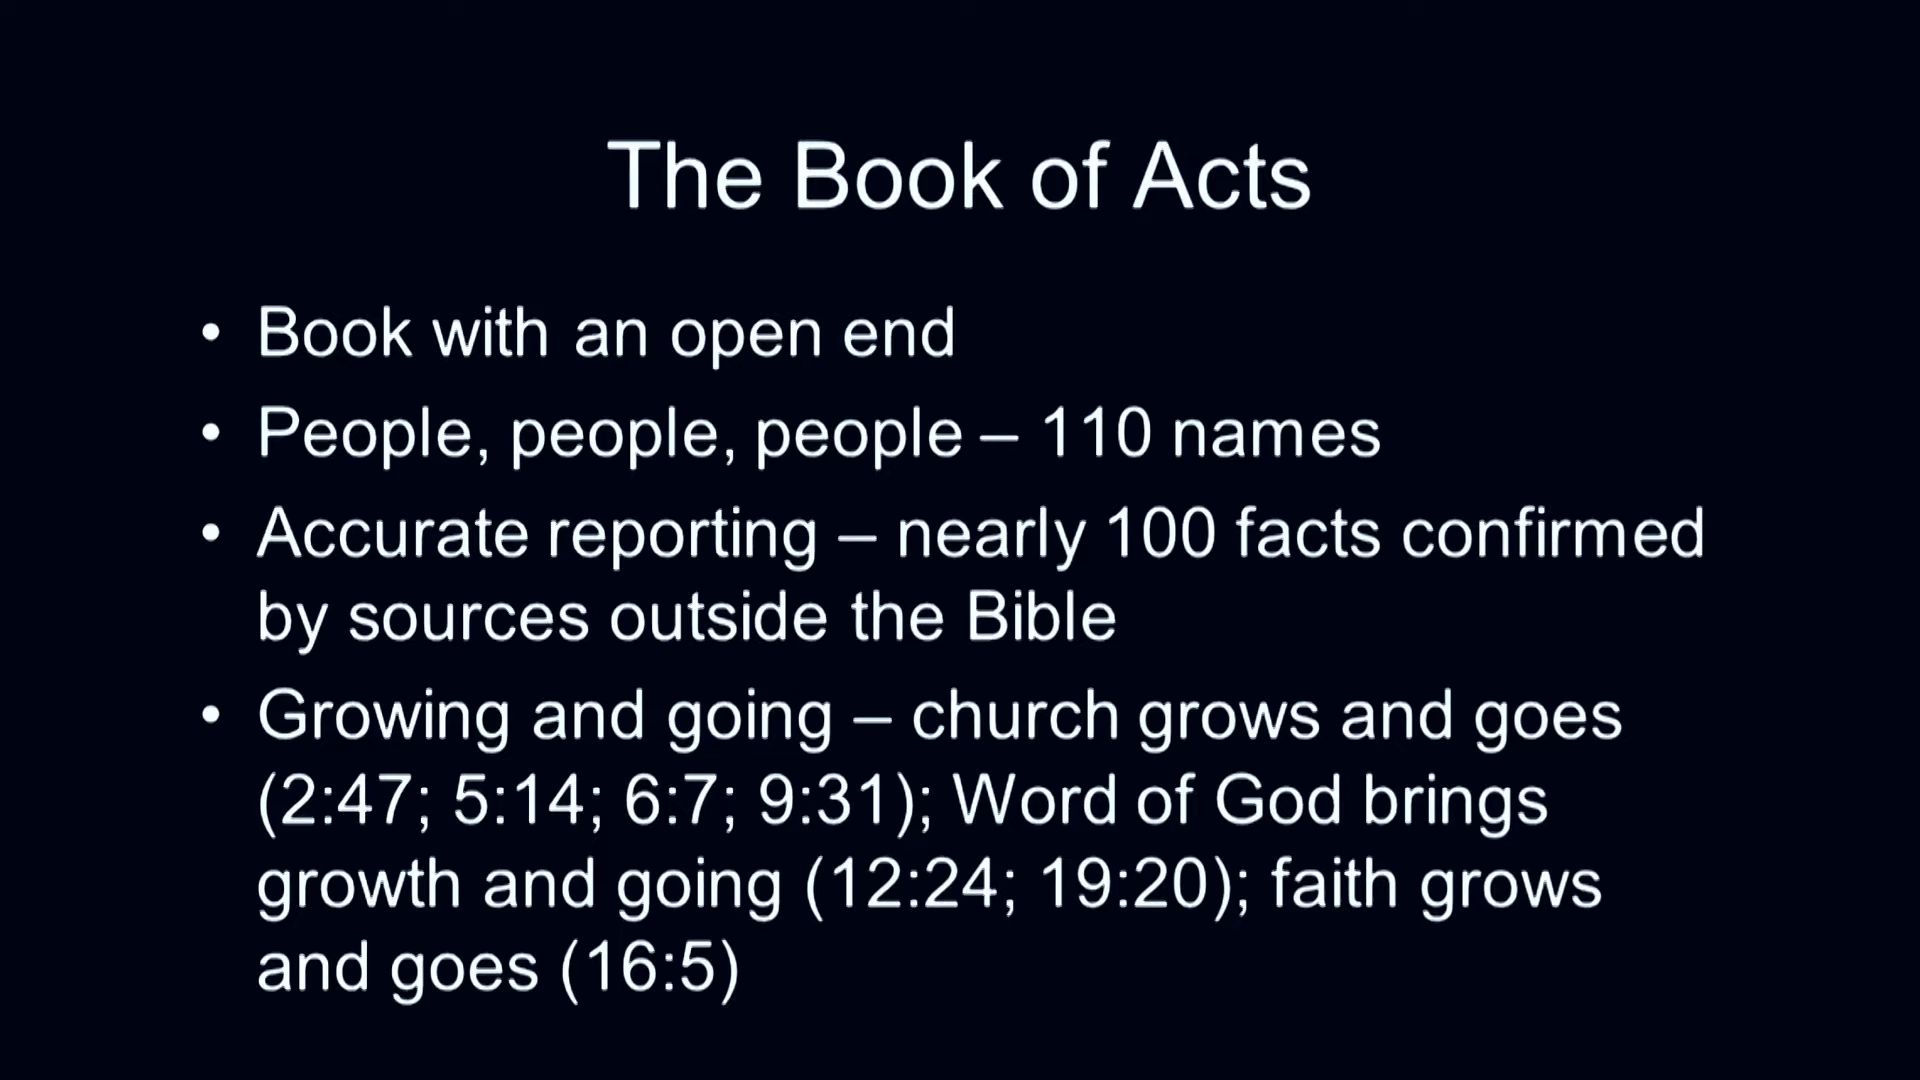 The Book of Acts
• Book with an open end
• People, people, people – 110 names
• Accurate reporting – nearly 100 facts confirmed
by sources outside the Bible
• Growing and going – church grows and goes
(2:47; 5:14; 6:7; 9:31); Word of God brings
growth and going (12:24; 19:20); faith grows
and goes (16:5)